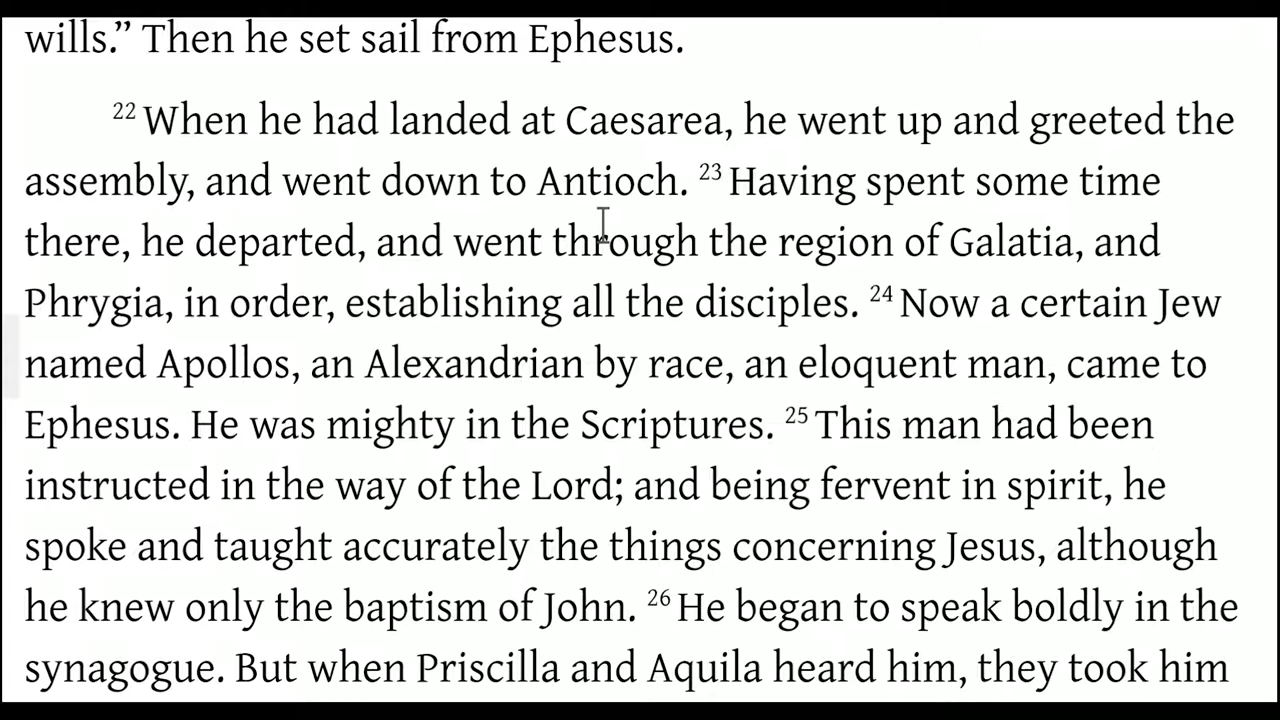 wills.” Then he set sail from Ephesus.
22 When he had landed at Caesarea, he went up and greeted the
assembly, and went down to Antioch. 23 Having spent some time
there, he departed, and went through the region of Galatia, and
Phrygia, in order, establishing all the disciples. 24 Now a certain Jew
named Apollos, an Alexandrian by race, an eloquent man, came to
Ephesus. He was mighty in the Scriptures. 25 This man had been
instructed in the way of the Lord; and being fervent in spirit, he
spoke and taught accurately the things concerning Jesus, although
he knew only the baptism of John. 26 He began to speak boldly in the
synagogue. But when Priscilla and Aquila heard him, they took him